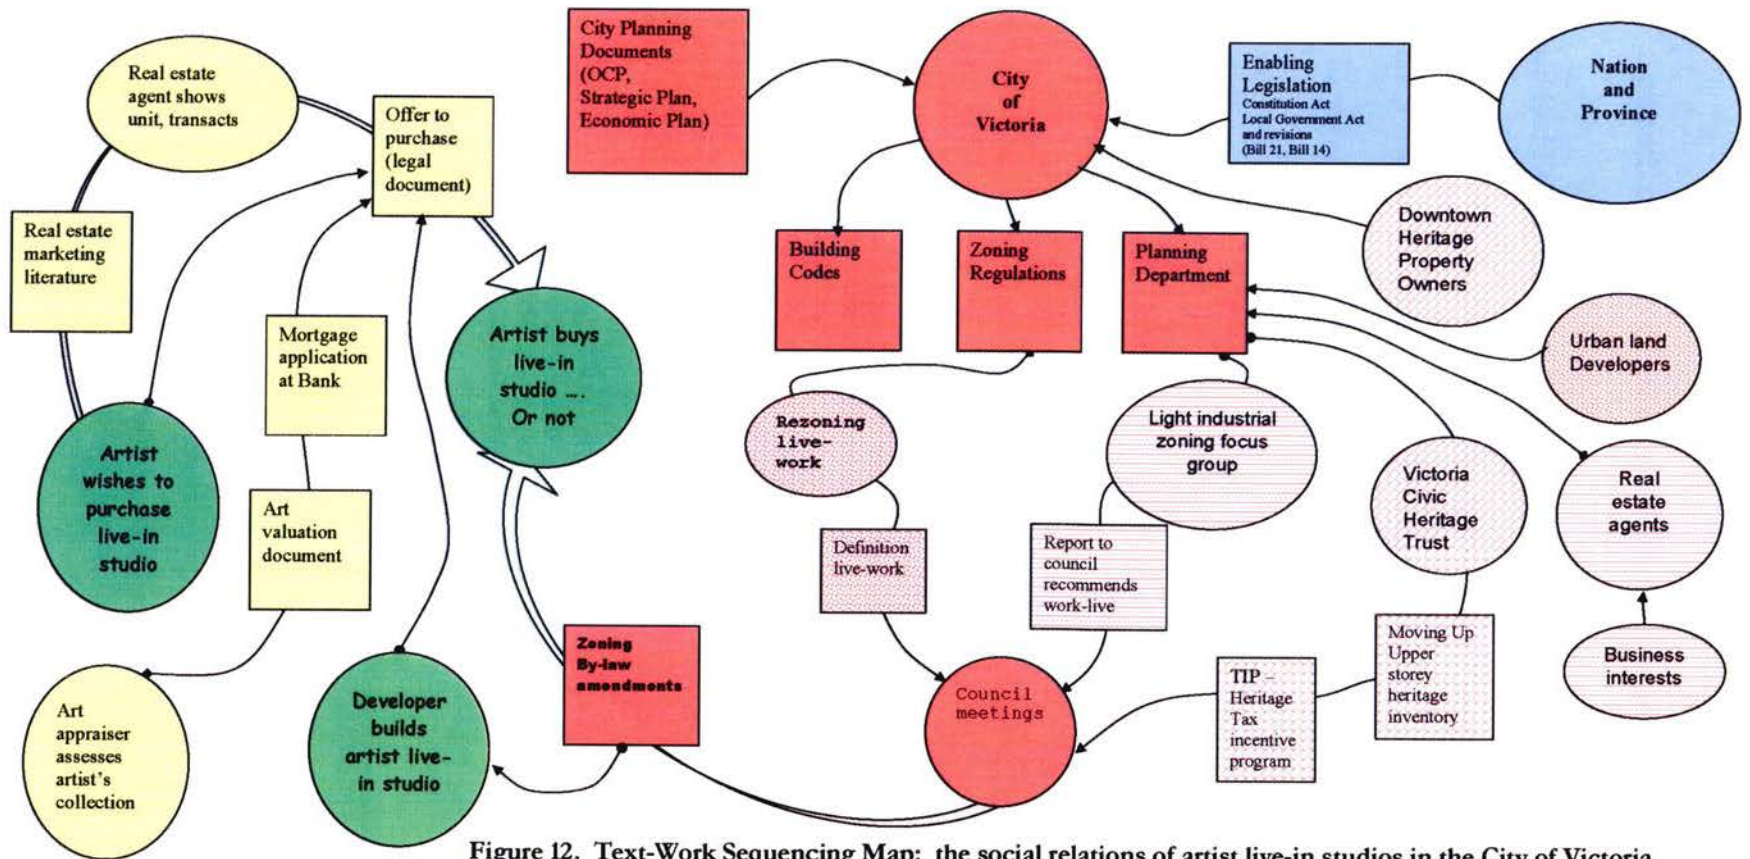 Real estate
agent shows
unit, transacts
Offer to
purchase
(legal
document)
Real estate
marketing
literature
Mortgage
application
at Bank
Artist
wishes to
purchase
live-in
studio
Art
valuation
document
Art
appraiser
assesses
artist's
collection
Artist buys
live-in
studio ....
Or not
Developer
builds
artist live-
in studio
Zoning
By-law
amendments
City Planning
Documents
(OCP,
Strategic Plan,
Economic Plan)
City
of
Victoria
Enabling
Legislation
Constitution Act
Local Government Act
and revisions
(Bill 21, Bill 14)
Nation
and
Province
Building
Codes
Zoning
Regulations
Planning
Department
Downtown
Heritage
Property
Owners
Urban land
Developers
Rezoning
live-
work
Light industrial
zoning focus
group
Victoria
Civic
Heritage
Trust
Real
estate
agents
Definition
live-work
Report to
council
recommends
work-live
Council
meetings
TIP –
Heritage
Tax
incentive
program
Moving Up
Upper
storey
heritage
inventory
Business
interests
Figure 12. Text-Work Sequencing Map: the social relations of artist live-in studios in the City of Victoria